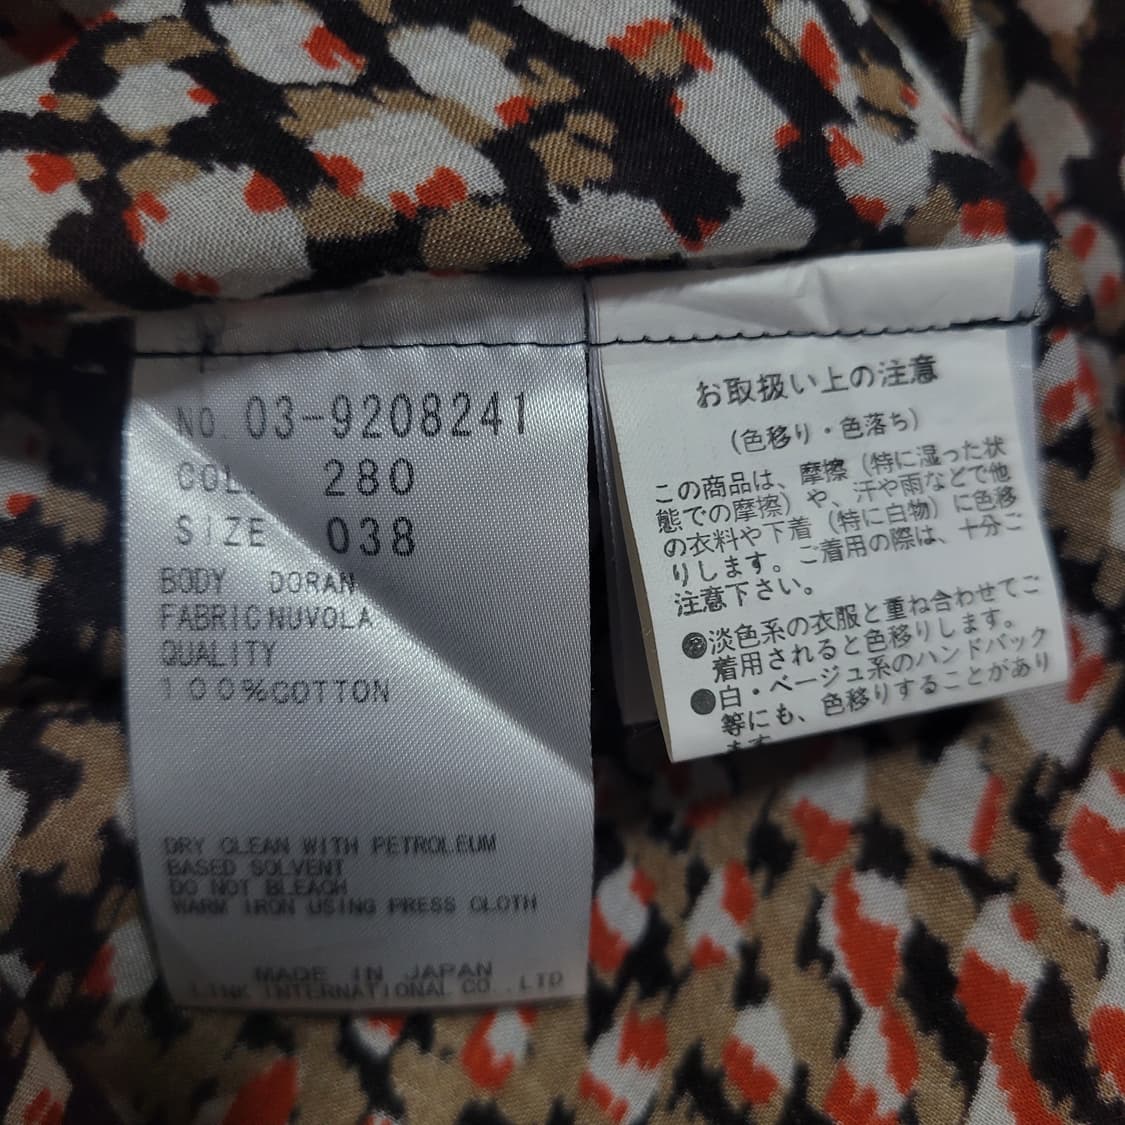 NO. 03-9208241
COL. 280
SIZE 038
BODY DORAN
FABRIC NUVOLA
QUALITY
100%COTTON
DRY CLEAN WITH PETROLEUM
BASED SOLVENT
DO NOT BLEACH
WARM IRON USING PRESS CLOTH
MADE IN JAPAN
LINK INTERNATIONAL CO.,LTD
お取扱い上の注意
(色移り・色落ち)
この商品は、摩擦(特に湿った状
態での摩擦)や、汗や雨などで他
の衣料や下着(特に白物)に色移
りします。ご着用の際は、十分ご
注意下さい。
●淡色系の衣服と重ね合わせてご
着用されると色移りします。
●白・ベージュ系のハンドバック
等にも、色移りすることがあり
ます